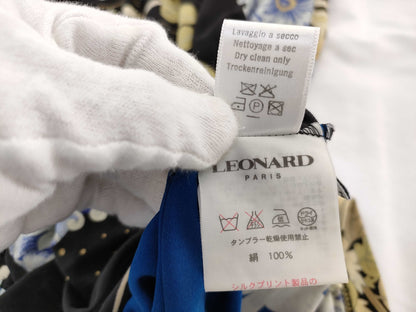 Lavaggio a secco
Nettoyage a sec
Dry clean only
Trockenreinigung
LEONARD
PARIS
タンブラー乾燥使用禁止
絹 100%
シルクプリント製品の